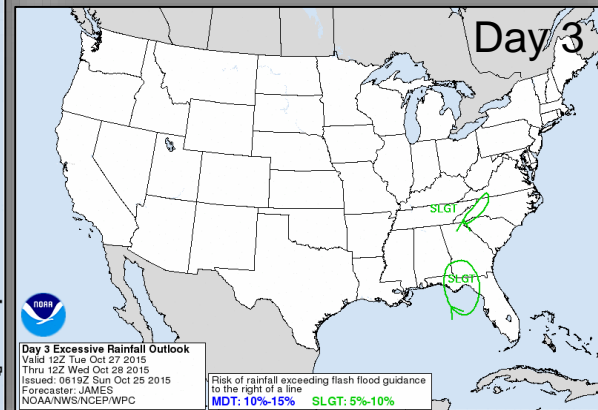 Day 3
SLGT
SLGT
NOAA
Day 3 Excessive Rainfall Outlook
Valid 12Z Tue Oct 27 2015
Thru 12Z Wed Oct 28 2015
Issued: 0619Z Sun Oct 25 2015
Forecaster: JAMES
NOAA/NWS/NCEP/WPC
Risk of rainfall exceeding flash flood guidance
to the right of a line
MDT: 10%-15% SLGT: 5%-10%